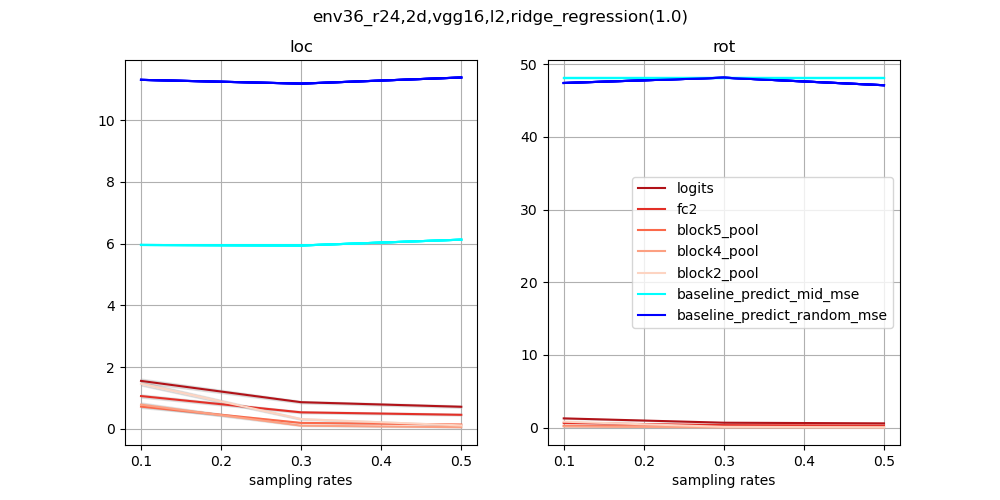 env36_r24,2d,vgg16,l2,ridge_regression(1.0)
loc
10
8
6
4
2
0
0.1 0.2 0.3 0.4 0.5
sampling rates
rot
50
40
30
20
10
0
logits
fc2
block5_pool
block4_pool
block2_pool
baseline_predict_mid_mse
baseline_predict_random_mse
0.1 0.2 0.3 0.4 0.5
sampling rates